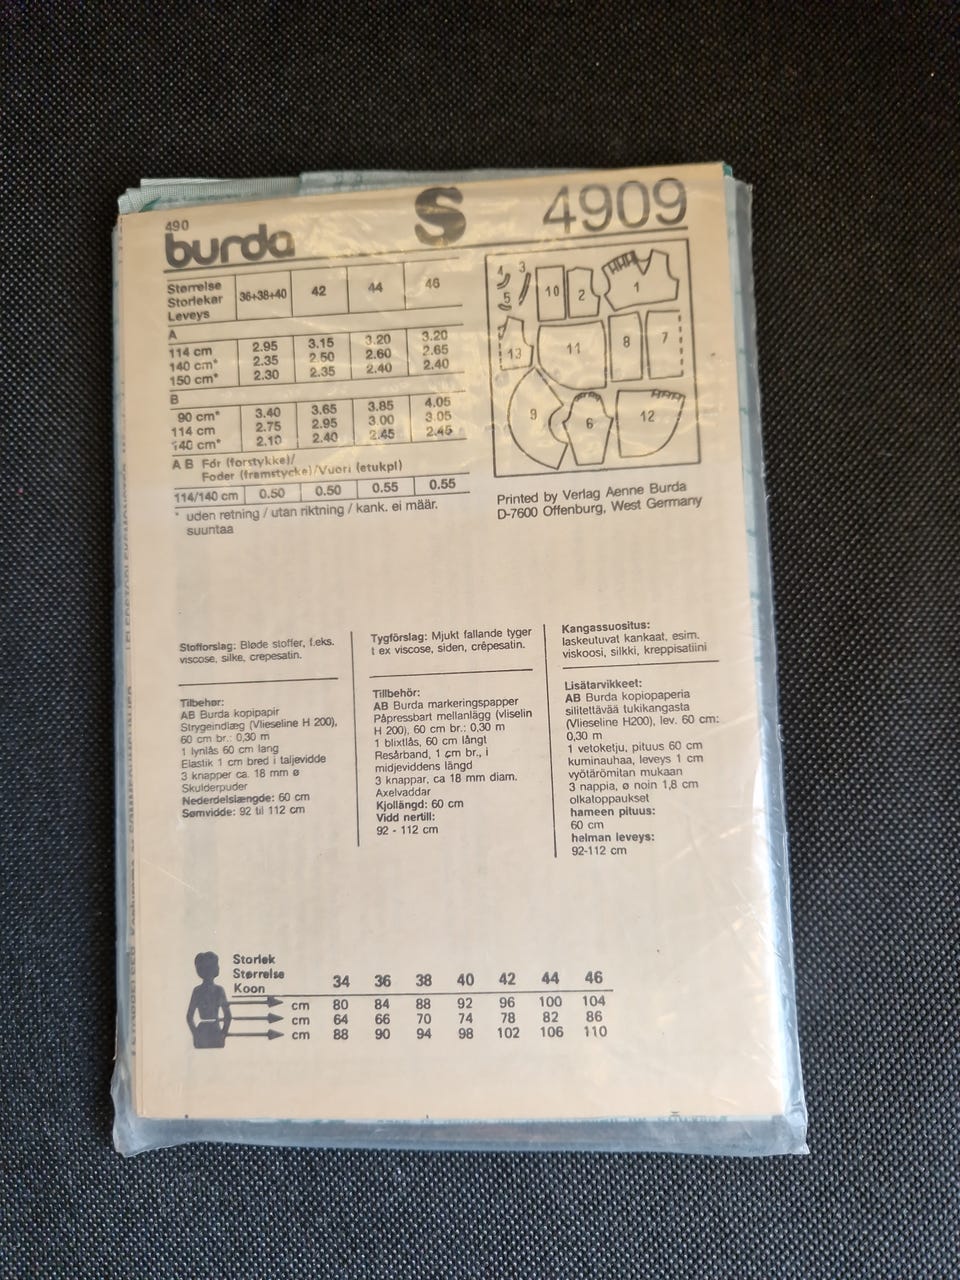 490
burda
S
4909
Størrelse
Storlekar
Leveys
36+38+40 42 44 46
A
114 cm 2.95 3.15 3.20 3.20
140 cm* 2.35 2.50 2.60 2.65
150 cm* 2.30 2.35 2.40 2.40
B
90 cm* 3.40 3.65 3.85 4.05
114 cm 2.75 2.95 3.00 3.05
140 cm* 2.10 2.40 2.45 2.45
A B För (forstykke)/
Foder (framstycke)/Vuori (etukpl)
114/140 cm 0.50 0.50 0.55 0.55
* uden retning / utan riktning / kank. ei määr.
suuntaa
4 3 5 10 2 1
13 11 8 7
9 6 12
Printed by Verlag Aenne Burda
D-7600 Offenburg, West Germany
Stofforslag: Bløde stoffer, f.eks.
viscose, silke, crepesatin.
Tilbehør:
AB Burda kopipapir
Strygeindlæg (Vlieseline H 200),
60 cm br.: 0,30 m
1 lynlås 60 cm lang
Elastik 1 cm bred i taljevidde
3 knapper ca. 18 mm ø
Skulderpuder
Nederdelslængde: 60 cm
Sømvidde: 92 til 112 cm
Tygförslag: Mjukt fallande tyger
t ex viscose, siden, crêpesatin.
Tillbehör:
AB Burda markeringspapper
Påpressbart mellanlägg (vliselin
H 200), 60 cm br.: 0,30 m
1 blixtlås, 60 cm långt
Resårband, 1 cm br., i
midjeviddens längd
3 knappar, ca 18 mm diam.
Axelvaddar
Kjollängd: 60 cm
Vidd nertill:
92 - 112 cm
Kangassuositus:
laskeutuvat kankaat, esim.
viskoosi, silkki, kreppisatiini
Lisätarvikkeet:
AB Burda kopiopaperia
silitettävää tukikangasta
(Vlieseline H200), lev. 60 cm:
0,30 m
1 vetoketju, pituus 60 cm
kuminauhaa, leveys 1 cm
vyötärömitan mukaan
3 nappia, ø noin 1,8 cm
olkatoppaukset
hameen pituus:
60 cm
helman leveys:
92-112 cm
Storlek
Størrelse
Koon
34 36 38 40 42 44 46
cm 80 84 88 92 96 100 104
cm 64 66 70 74 78 82 86
cm 88 90 94 98 102 106 110